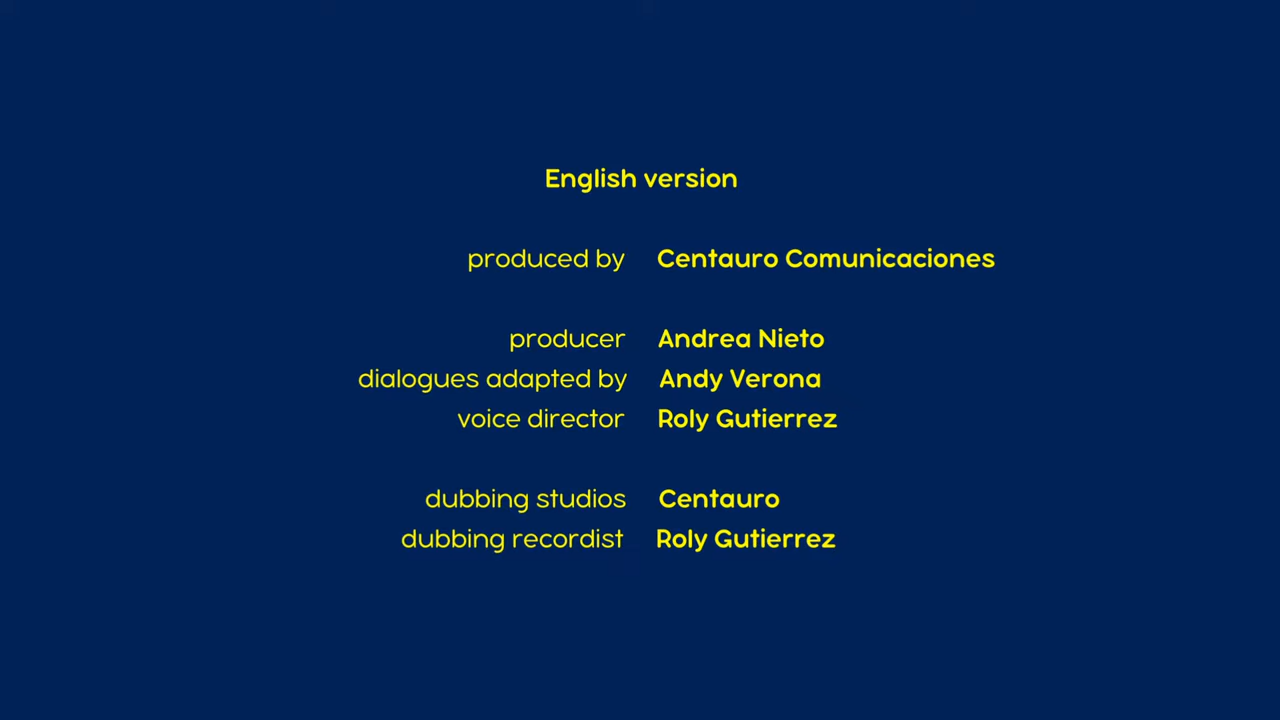 English version
produced by Centauro Comunicaciones
producer Andrea Nieto
dialogues adapted by Andy Verona
voice director Roly Gutierrez
dubbing studios Centauro
dubbing recordist Roly Gutierrez